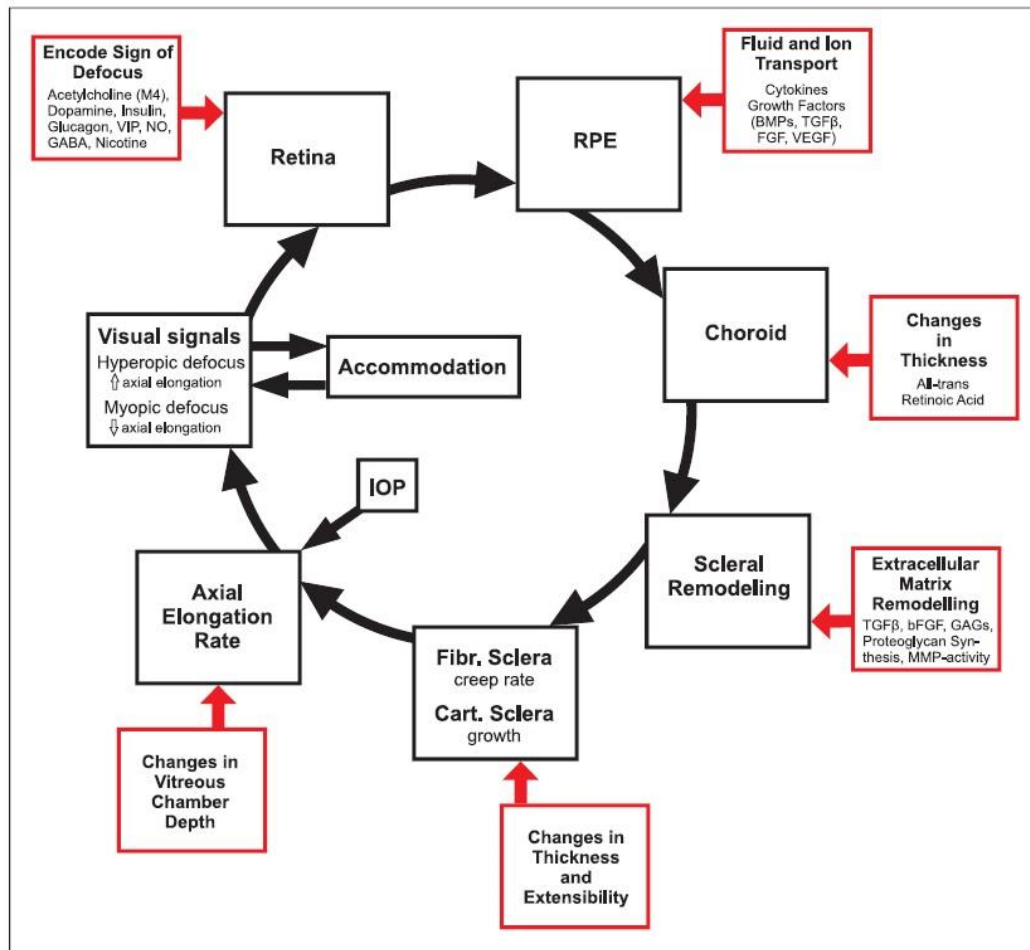 Encode Sign of
Defocus
Acetylcholine (M4),
Dopamine, Insulin,
Glucagon, VIP, NO,
GABA, Nicotine
Retina
RPE
Fluid and Ion
Transport
Cytokines
Growth Factors
(BMPs, TGFβ,
FGF, VEGF)
Choroid
Changes
in
Thickness
All-trans
Retinoic Acid
Visual signals
Hyperopic defocus
⇧ axial elongation
Myopic defocus
⇩ axial elongation
Accommodation
IOP
Scleral
Remodeling
Extracellular
Matrix
Remodelling
TGFβ, bFGF, GAGs,
Proteoglycan Syn-
thesis, MMP-activity
Axial
Elongation
Rate
Fibr. Sclera
creep rate
Cart. Sclera
growth
Changes in
Vitreous
Chamber
Depth
Changes in
Thickness
and
Extensibility